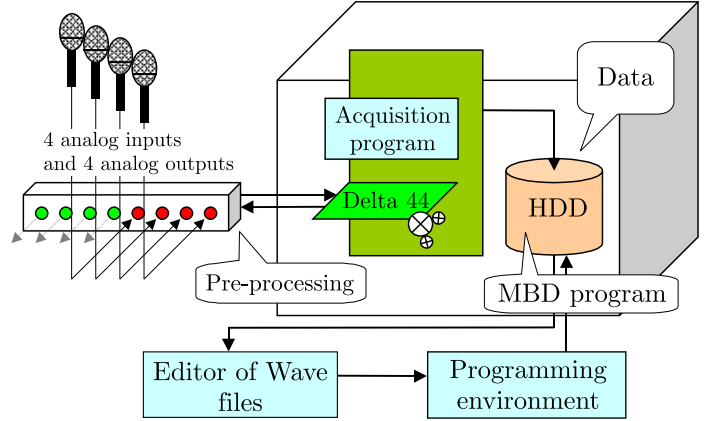 Data
Acquisition
program
4 analog inputs
and 4 analog outputs
Delta 44
HDD
Pre-processing
MBD program
Editor of Wave
files
Programming
environment